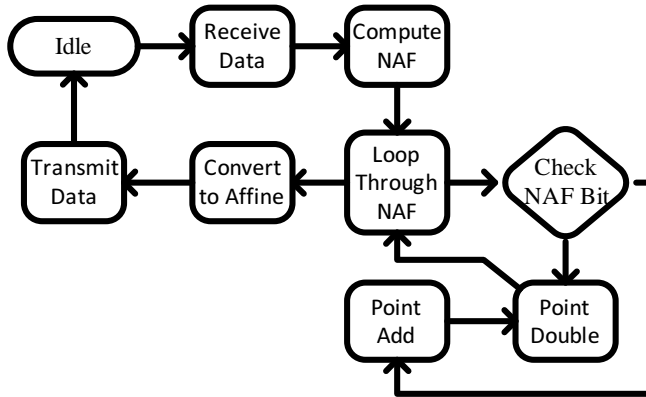 Idle
Receive
Data
Compute
NAF
Transmit
Data
Convert
to Affine
Loop
Through
NAF
Check
NAF Bit
Point
Add
Point
Double